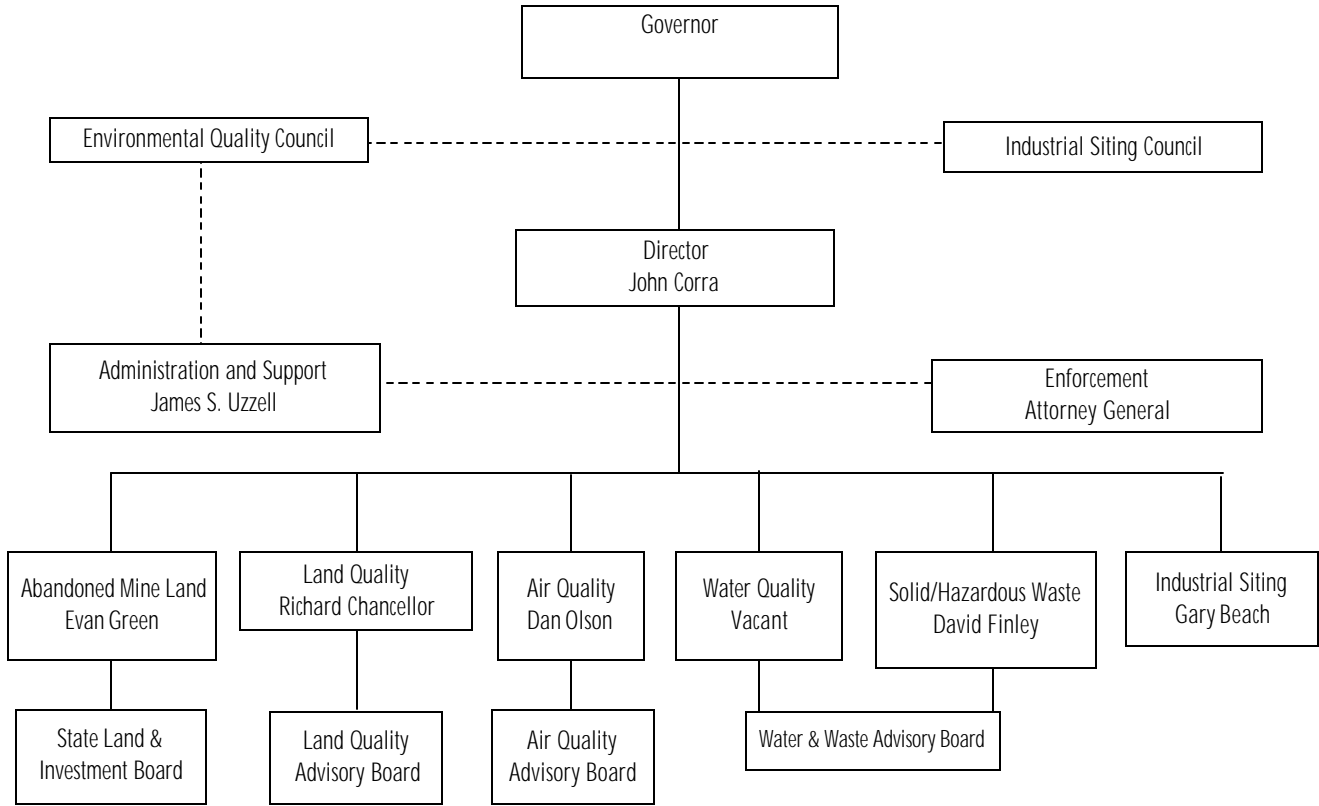 Governor
Environmental Quality Council
Industrial Siting Council
Director
John Corra
Administration and Support
James S. Uzzell
Enforcement
Attorney General
Abandoned Mine Land
Evan Green
Land Quality
Richard Chancellor
Air Quality
Dan Olson
Water Quality
Vacant
Solid/Hazardous Waste
David Finley
Industrial Siting
Gary Beach
State Land &
Investment Board
Land Quality
Advisory Board
Air Quality
Advisory Board
Water & Waste Advisory Board